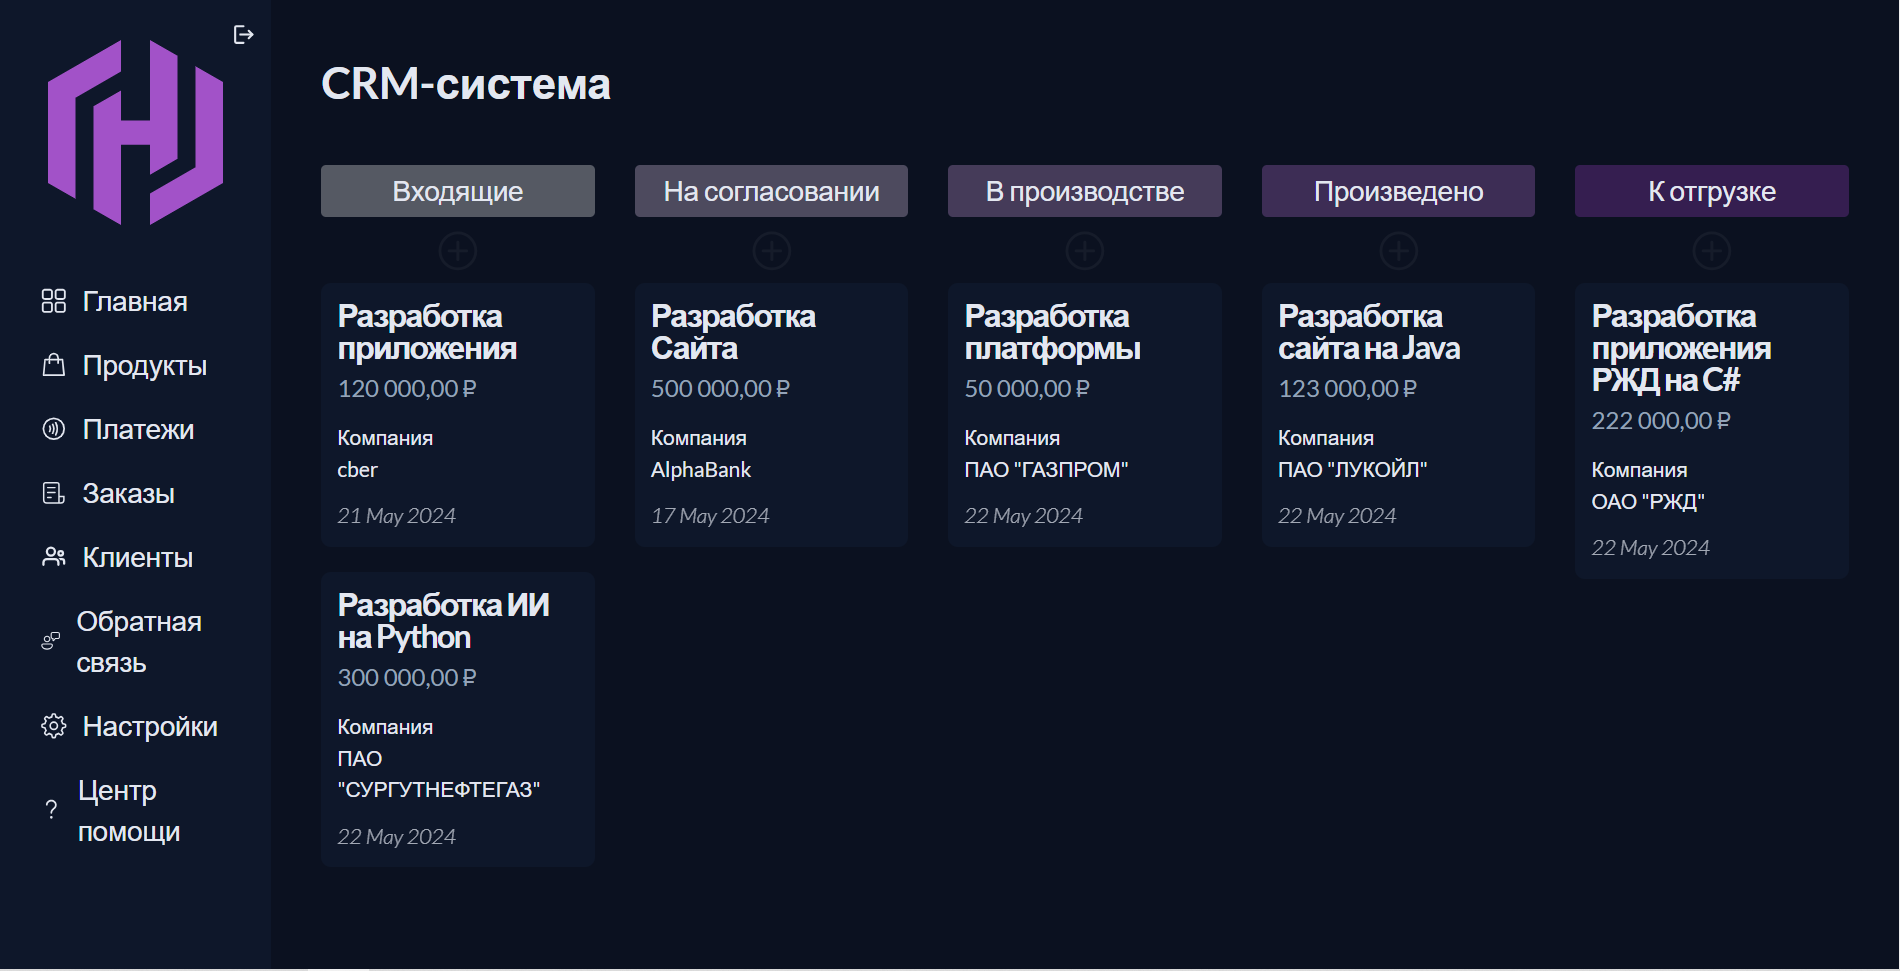 Главная
Продукты
Платежи
Заказы
Клиенты
Обратная
связь
Настройки
Центр
помощи
CRM-система
Входящие
Разработка
приложения
120 000,00 ₽
Компания
cber
21 May 2024
Разработка ИИ
на Python
300 000,00 ₽
Компания
ПАО
"СУРГУТНЕФТЕГАЗ"
22 May 2024
На согласовании
Разработка
Сайта
500 000,00 ₽
Компания
AlphaBank
17 May 2024
В производстве
Разработка
платформы
50 000,00 ₽
Компания
ПАО "ГАЗПРОМ"
22 May 2024
Произведено
Разработка
сайта на Java
123 000,00 ₽
Компания
ПАО "ЛУКОЙЛ"
22 May 2024
К отгрузке
Разработка
приложения
РЖД на C#
222 000,00 ₽
Компания
ОАО "РЖД"
22 May 2024